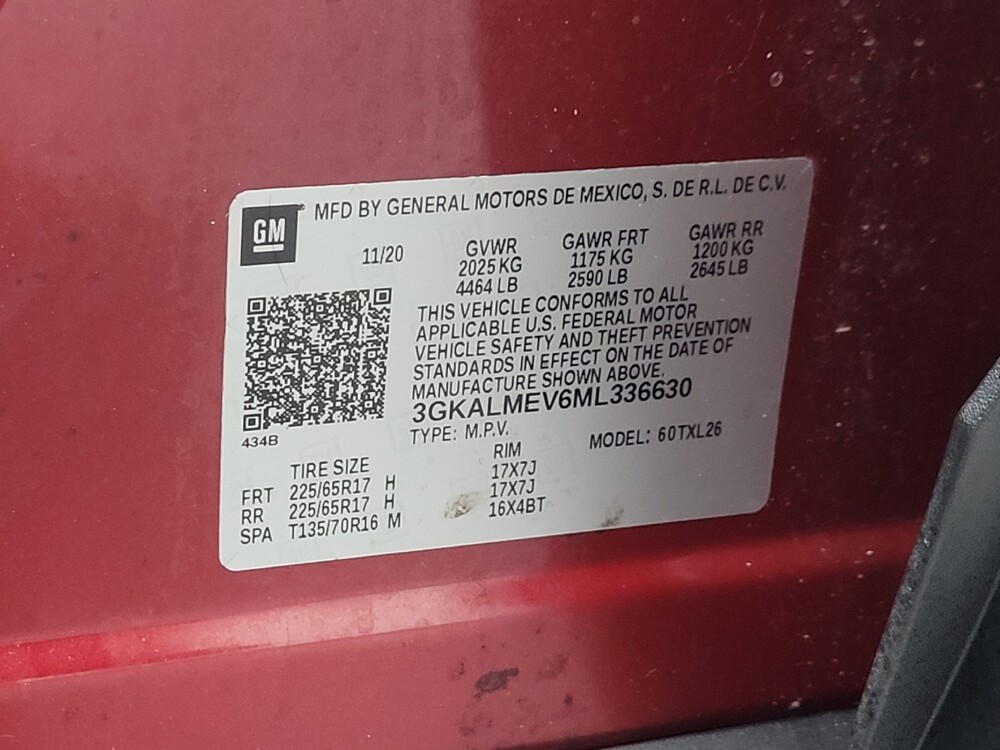 GM
MFD BY GENERAL MOTORS DE MEXICO, S. DE R.L. DE C.V.
11/20 GVWR GAWR FRT GAWR RR
2025 KG 1175 KG 1200 KG
4464 LB 2590 LB 2645 LB
THIS VEHICLE CONFORMS TO ALL
APPLICABLE U.S. FEDERAL MOTOR
VEHICLE SAFETY AND THEFT PREVENTION
STANDARDS IN EFFECT ON THE DATE OF
MANUFACTURE SHOWN ABOVE.
3GKALMEV6ML336630
434B
TYPE: M.P.V. MODEL: 60TXL26
TIRE SIZE RIM
FRT 225/65R17 H 17X7J
RR 225/65R17 H 17X7J
SPA T135/70R16 M 16X4BT